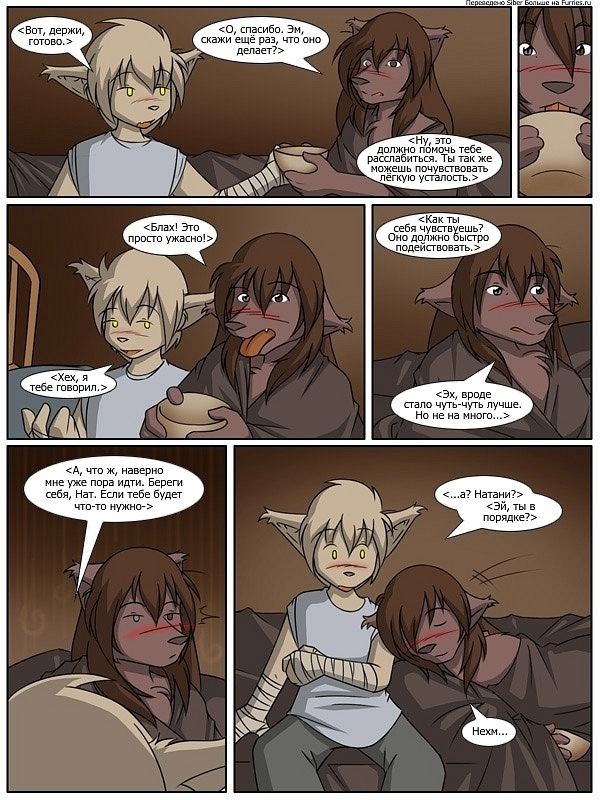 Переведено Siber Больше на Furries.ru
<Вот, держи,
готово.>
<О, спасибо. Эм,
скажи ещё раз, что оно
делает?>
<Ну, это
должно помочь тебе
расслабиться. Ты так же
можешь почувствовать
лёгкую усталость.>
<Блах! Это
просто ужасно!>
<Хех, я
тебе говорил.>
<Как ты
себя чувствуешь?
Оно должно быстро
подействовать.>
<Эх, вроде
стало чуть-чуть лучше.
Но не на много...>
<А, что ж, наверно
мне уже пора идти. Береги
себя, Нат. Если тебе будет
что-то нужно->
<...а? Натани?>
<Эй, ты в
порядке?>
Нехм...